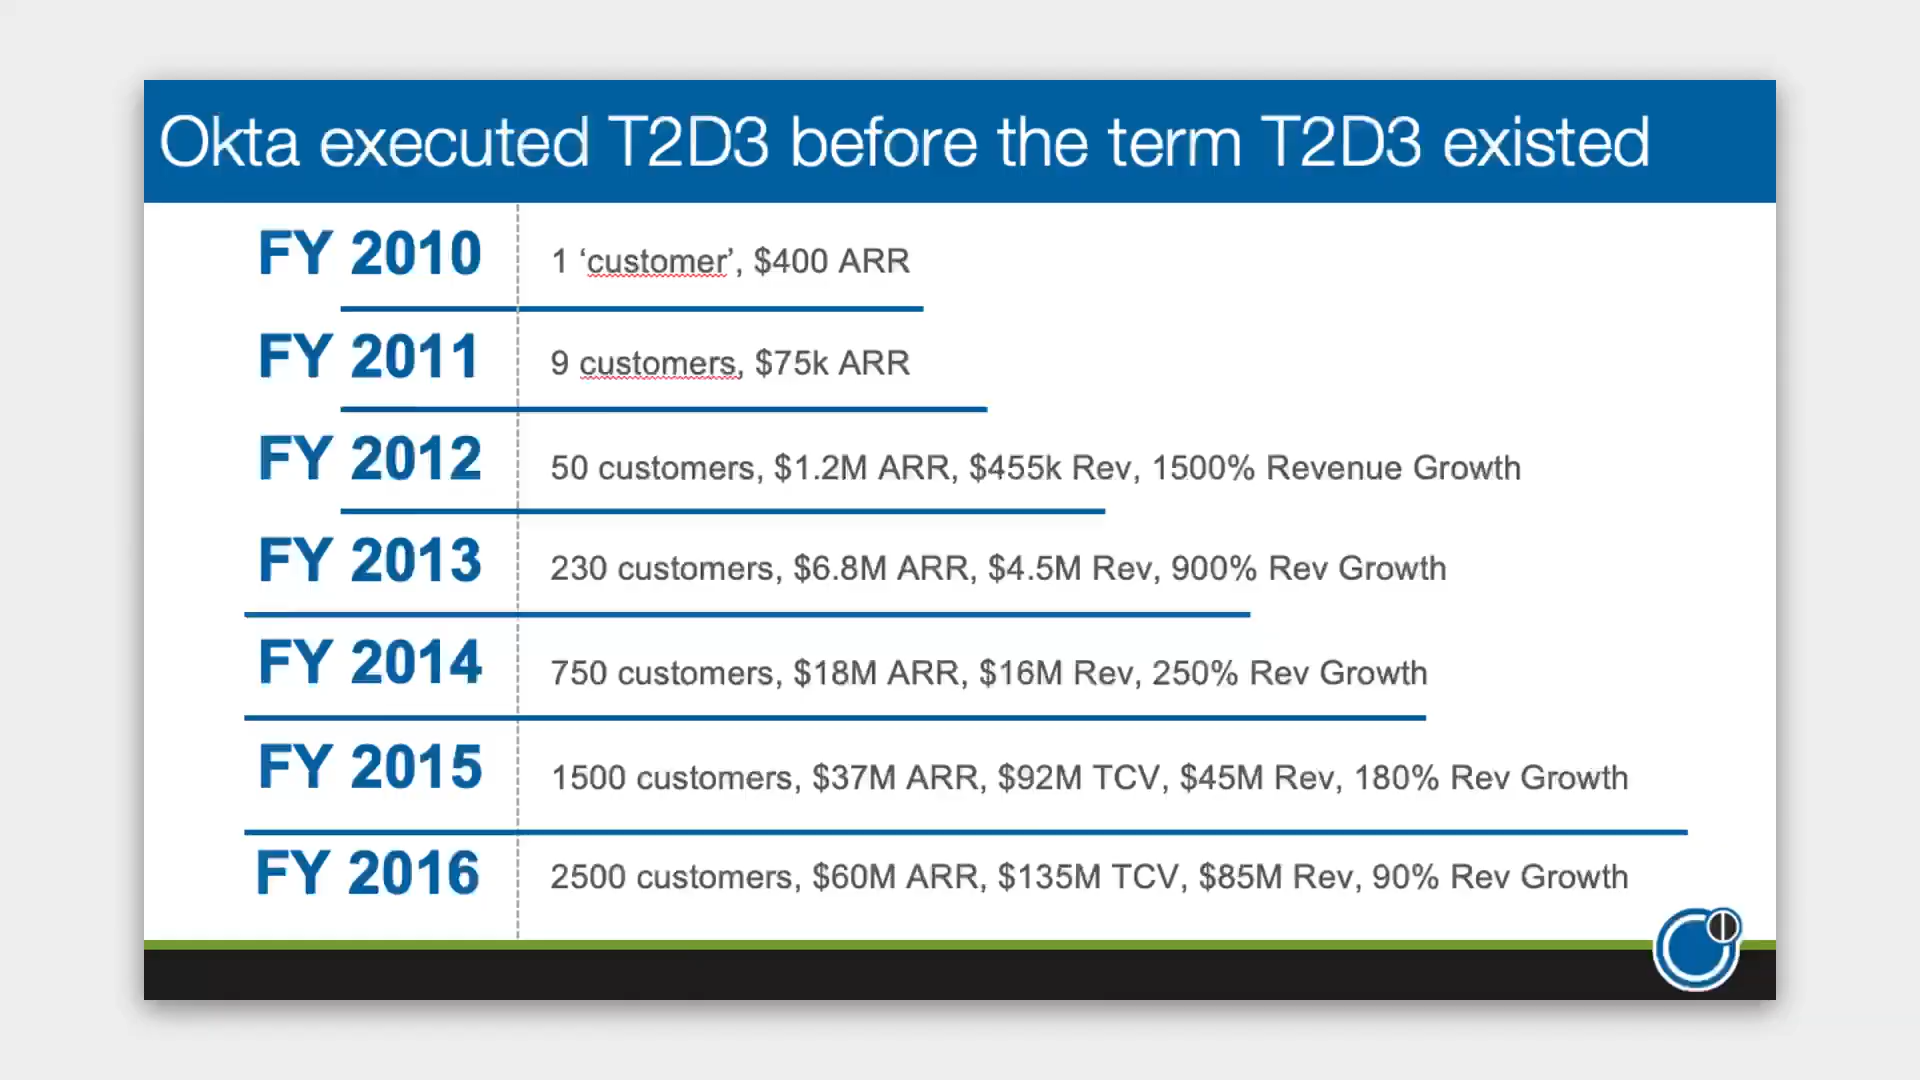 Okta executed T2D3 before the term T2D3 existed
FY 2010
1 ‘customer’, $400 ARR
FY 2011
9 customers, $75k ARR
FY 2012
50 customers, $1.2M ARR, $455k Rev, 1500% Revenue Growth
FY 2013
230 customers, $6.8M ARR, $4.5M Rev, 900% Rev Growth
FY 2014
750 customers, $18M ARR, $16M Rev, 250% Rev Growth
FY 2015
1500 customers, $37M ARR, $92M TCV, $45M Rev, 180% Rev Growth
FY 2016
2500 customers, $60M ARR, $135M TCV, $85M Rev, 90% Rev Growth